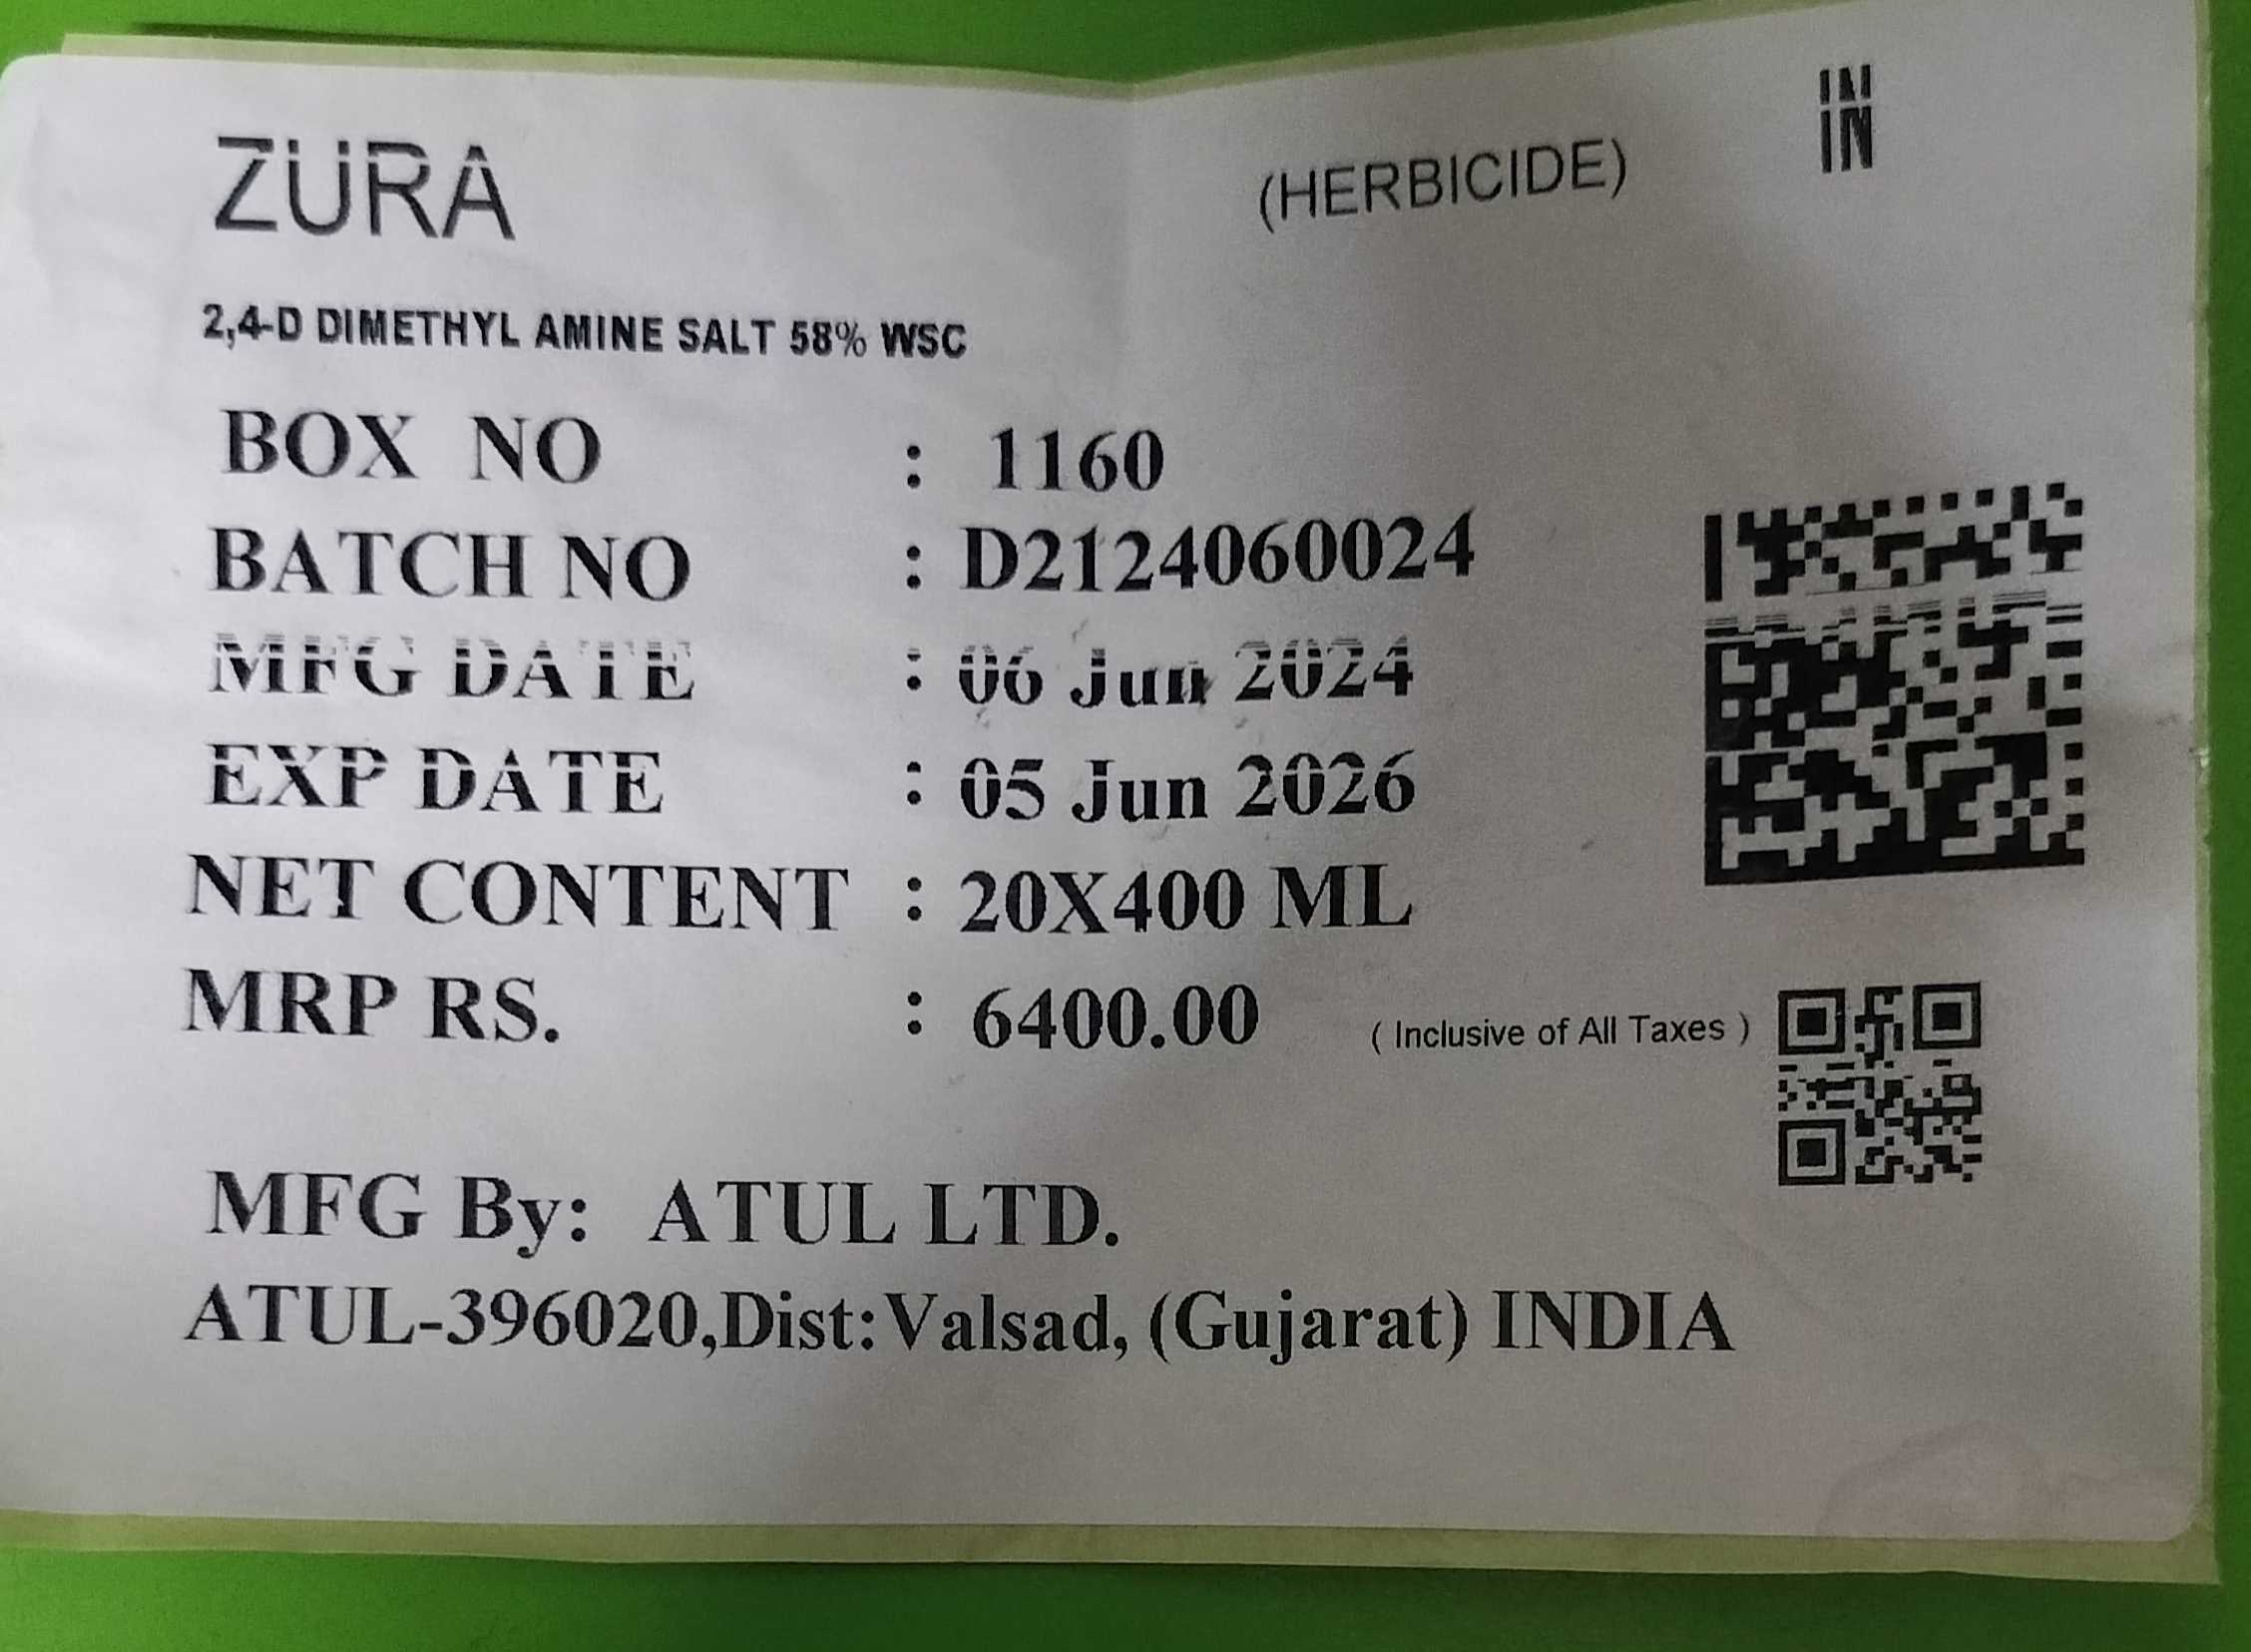 ZURA (HERBICIDE) IN
IN
2,4-D DIMETHYL AMINE SALT 58% WSC
BOX NO : 1160
BATCH NO : D2124060024
MFG DATE : 06 Jun 2024
EXP DATE : 05 Jun 2026
NET CONTENT : 20X400 ML
MRP RS. : 6400.00 ( Inclusive of All Taxes )
MFG By: ATUL LTD.
ATUL-396020,Dist:Valsad, (Gujarat) INDIA